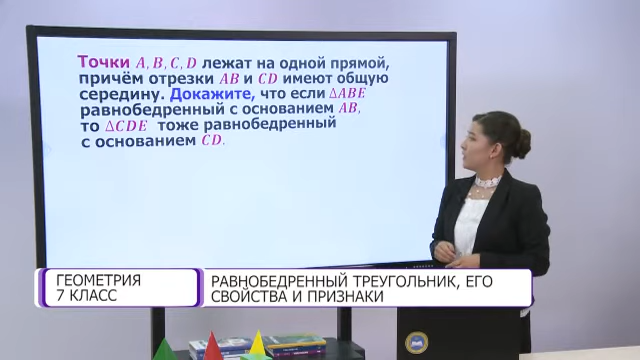 Точки A, B, C, D лежат на одной прямой,
причём отрезки AB и CD имеют общую
середину. Докажите, что если ΔABE
равнобедренный с основанием AB,
то ΔCDE тоже равнобедренный
с основанием CD.
ГЕОМЕТРИЯ
7 КЛАСС
РАВНОБЕДРЕННЫЙ ТРЕУГОЛЬНИК, ЕГО
СВОЙСТВА И ПРИЗНАКИ